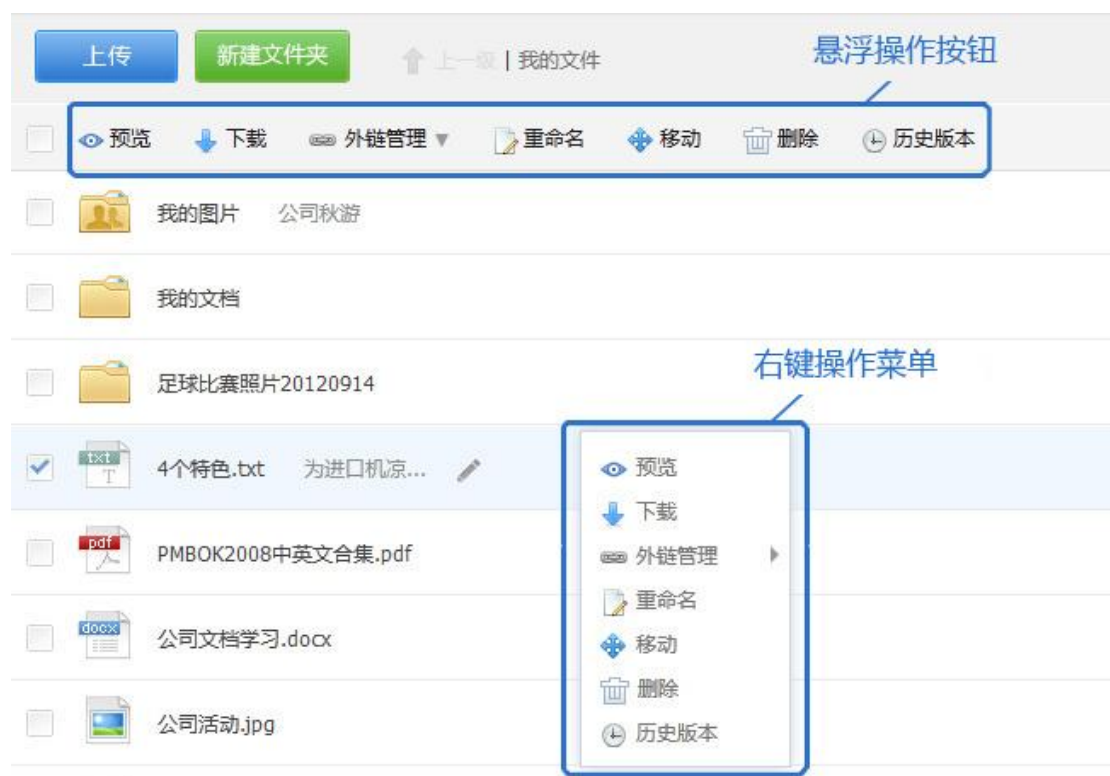 上传 新建文件夹 上一级 | 我的文件 悬浮操作按钮
预览 下载 外链管理 重命名 移动 删除 历史版本
我的图片 公司秋游
我的文档
足球比赛照片20120914
右键操作菜单
4个特色.txt 为进口机凉...
txt
T
预览
下载
外链管理
重命名
移动
删除
历史版本
pdf
PMBOK2008中英文合集.pdf
docx
公司文档学习.docx
公司活动.jpg